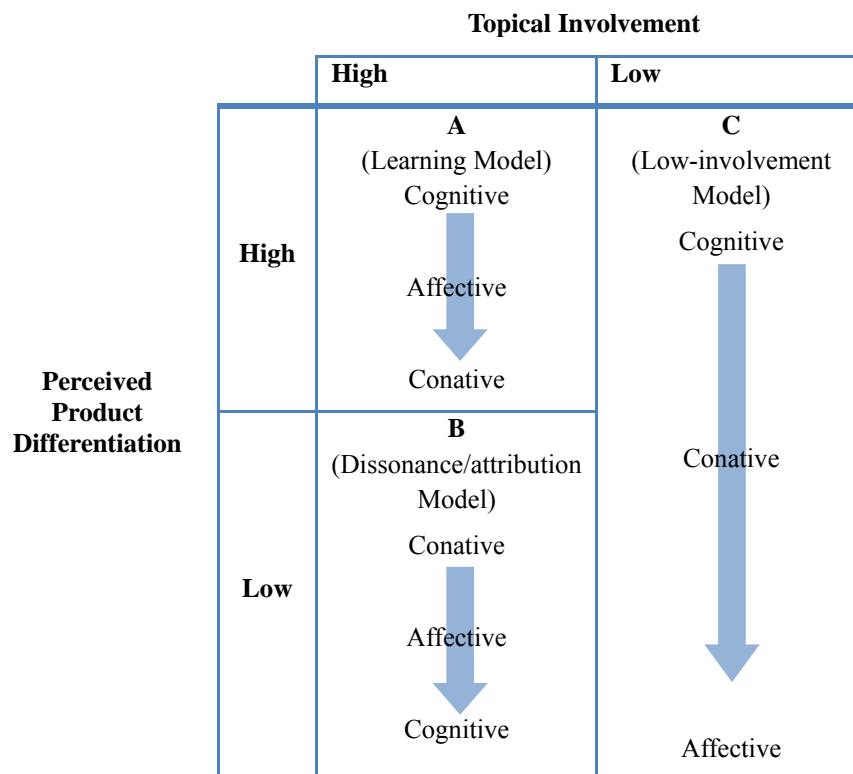 Topical Involvement
High
Low
A
(Learning Model)
Cognitive
Affective
Conative
C
(Low-involvement
Model)
Cognitive
Conative
Affective
High
Perceived
Product
Differentiation
B
(Dissonance/attribution
Model)
Conative
Affective
Cognitive
Low